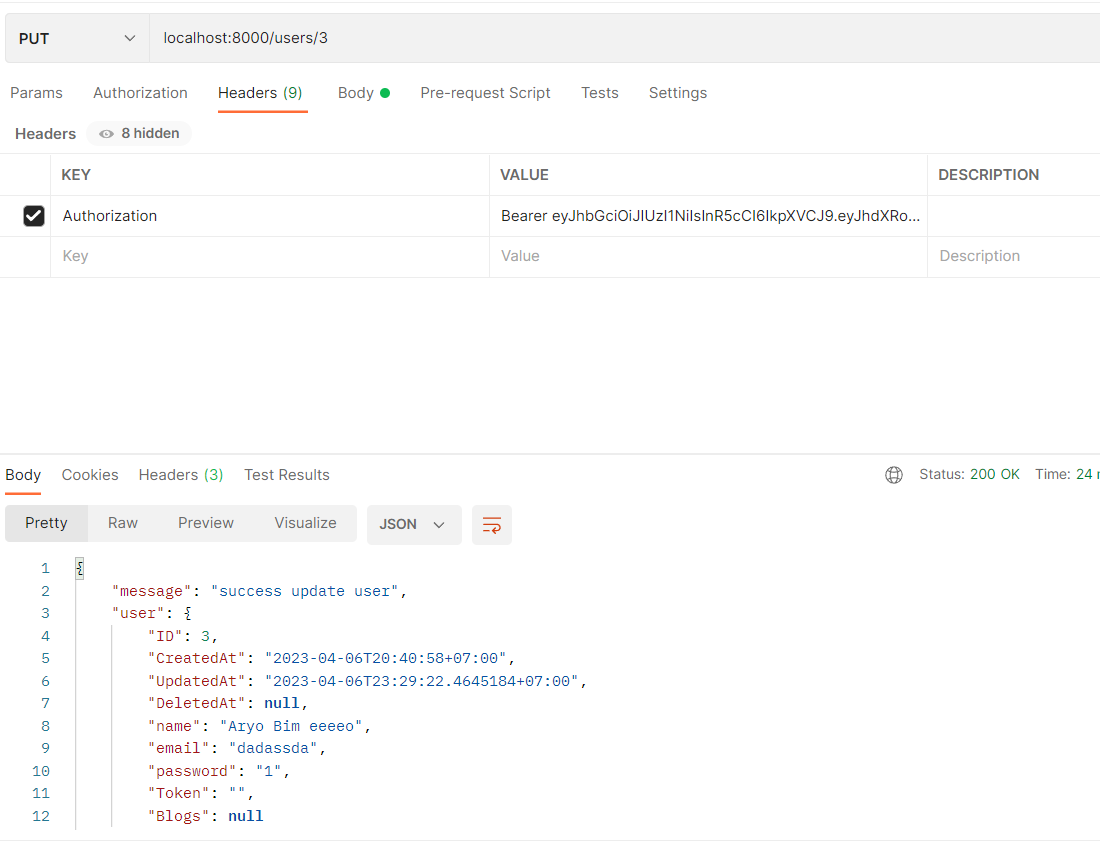 PUT localhost:8000/users/3
Params Authorization Headers (9) Body Pre-request Script Tests Settings
Headers 8 hidden
KEY VALUE DESCRIPTION
Authorization Bearer eyJhbGciOiJIUzI1NiIsInR5cCI6IkpXVCJ9.eyJhdXRo...
Key Value Description
Body Cookies Headers (3) Test Results Status: 200 OK Time: 24
Pretty Raw Preview Visualize JSON
1 {
2 "message": "success update user",
3 "user": {
4 "ID": 3,
5 "CreatedAt": "2023-04-06T20:40:58+07:00",
6 "UpdatedAt": "2023-04-06T23:29:22.4645184+07:00",
7 "DeletedAt": null,
8 "name": "Aryo Bim eeeeo",
9 "email": "dadassda",
10 "password": "1",
11 "Token": "",
12 "Blogs": null